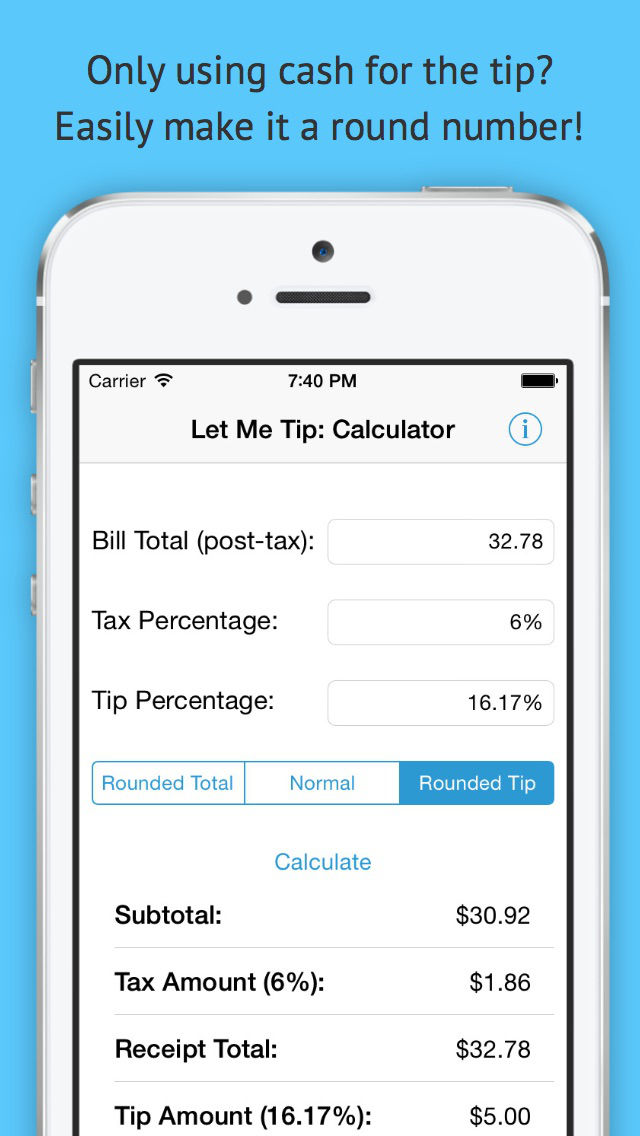 Only using cash for the tip?
Easily make it a round number!
Carrier 7:40 PM
Let Me Tip: Calculator i
Bill Total (post-tax): 32.78
Tax Percentage: 6%
Tip Percentage: 16.17%
Rounded Total Normal Rounded Tip
Calculate
Subtotal: $30.92
Tax Amount (6%): $1.86
Receipt Total: $32.78
Tip Amount (16.17%): $5.00